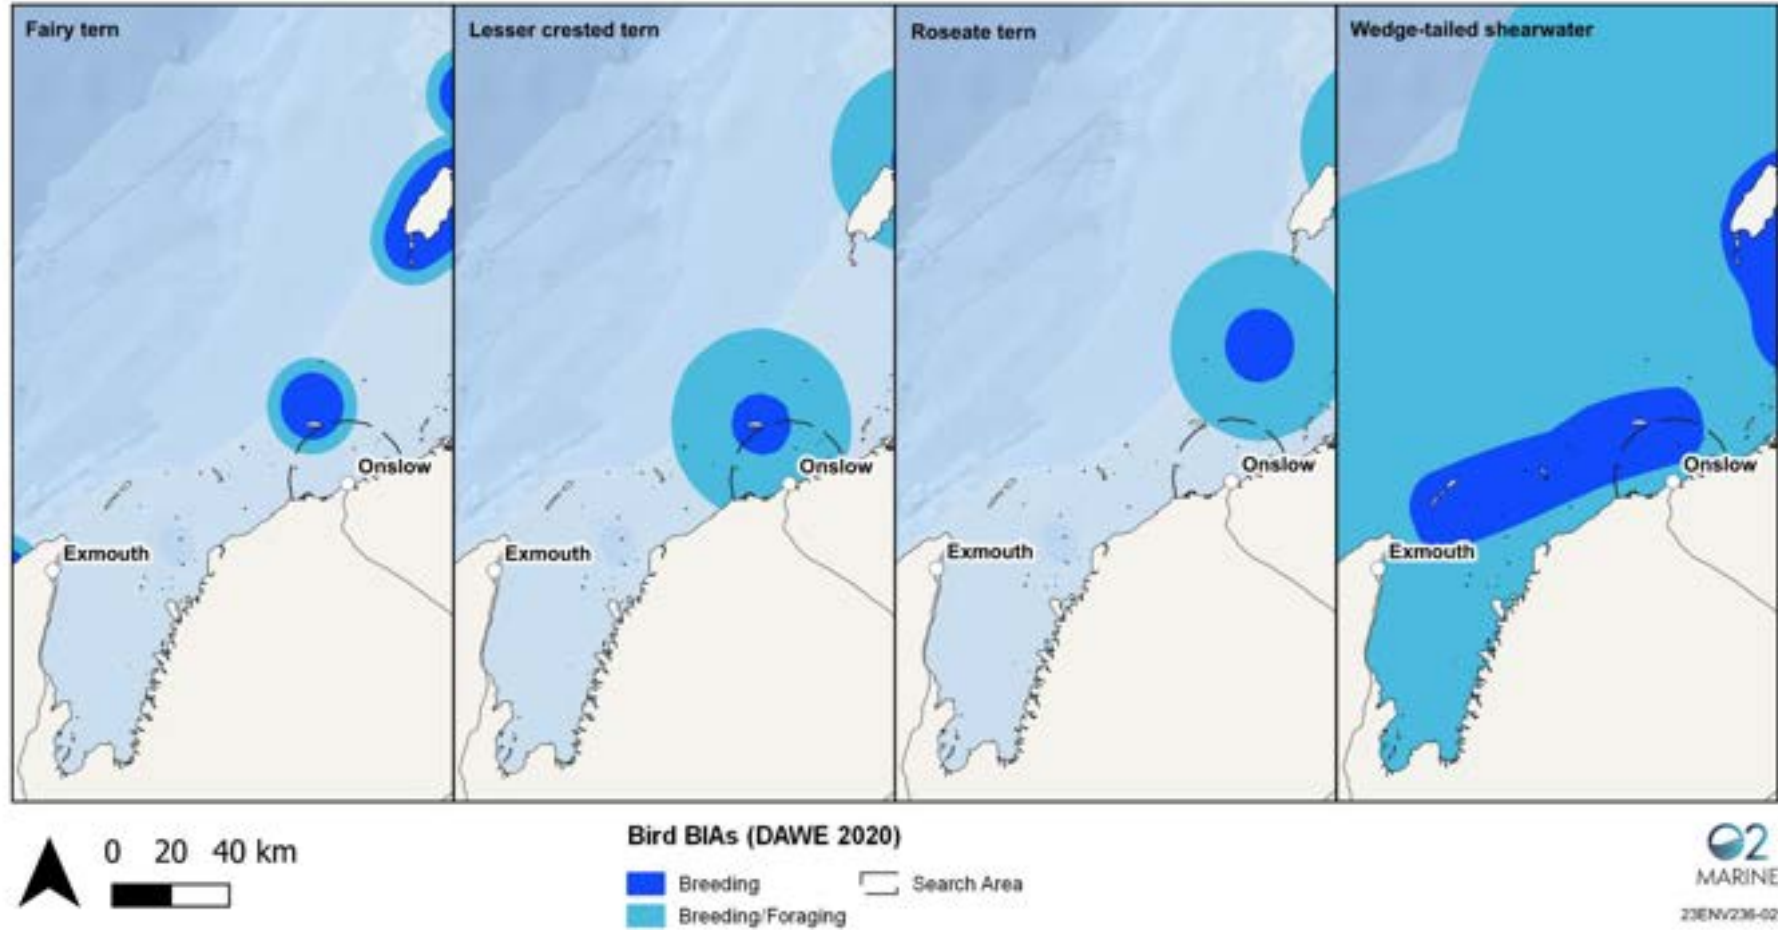 Fairy tern
Lesser crested tern
Roseate tern
Wedge-tailed shearwater
Onslow
Exmouth
Onslow
Exmouth
Onslow
Exmouth
Onslow
Exmouth
0 20 40 km
Bird BIAs (DAWE 2020)
Breeding
Search Area
Breeding/Foraging
O2
MARINE
23ENV236-02